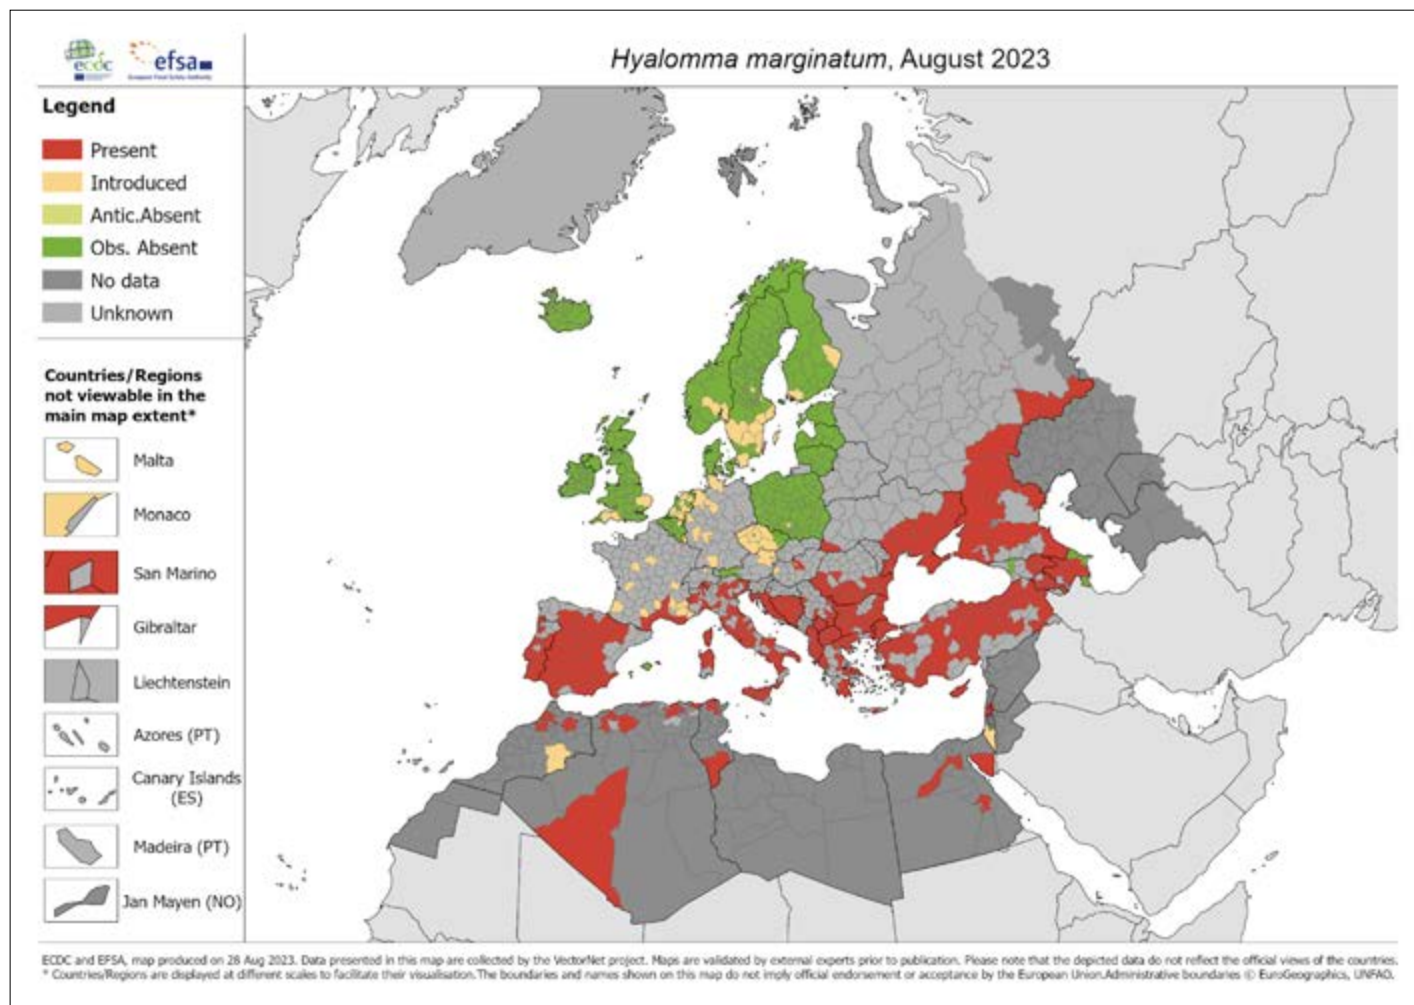 ecdc
efsa
European Food Safety Authority
Hyalomma marginatum, August 2023
Legend
Present
Introduced
Antic.Absent
Obs. Absent
No data
Unknown
Countries/Regions
not viewable in the
main map extent*
Malta
Monaco
San Marino
Gibraltar
Liechtenstein
Azores (PT)
Canary Islands
(ES)
Madeira (PT)
Jan Mayen (NO)
ECDC and EFSA, map produced on 28 Aug 2023. Data presented in this map are collected by the VectorNet project. Maps are validated by external experts prior to publication. Please note that the depicted data do not reflect the official views of the countries.
* Countries/Regions are displayed at different scales to facilitate their visualisation.The boundaries and names shown on this map do not imply official endorsement or acceptance by the European Union.Administrative boundaries © EuroGeographics, UNFAO.